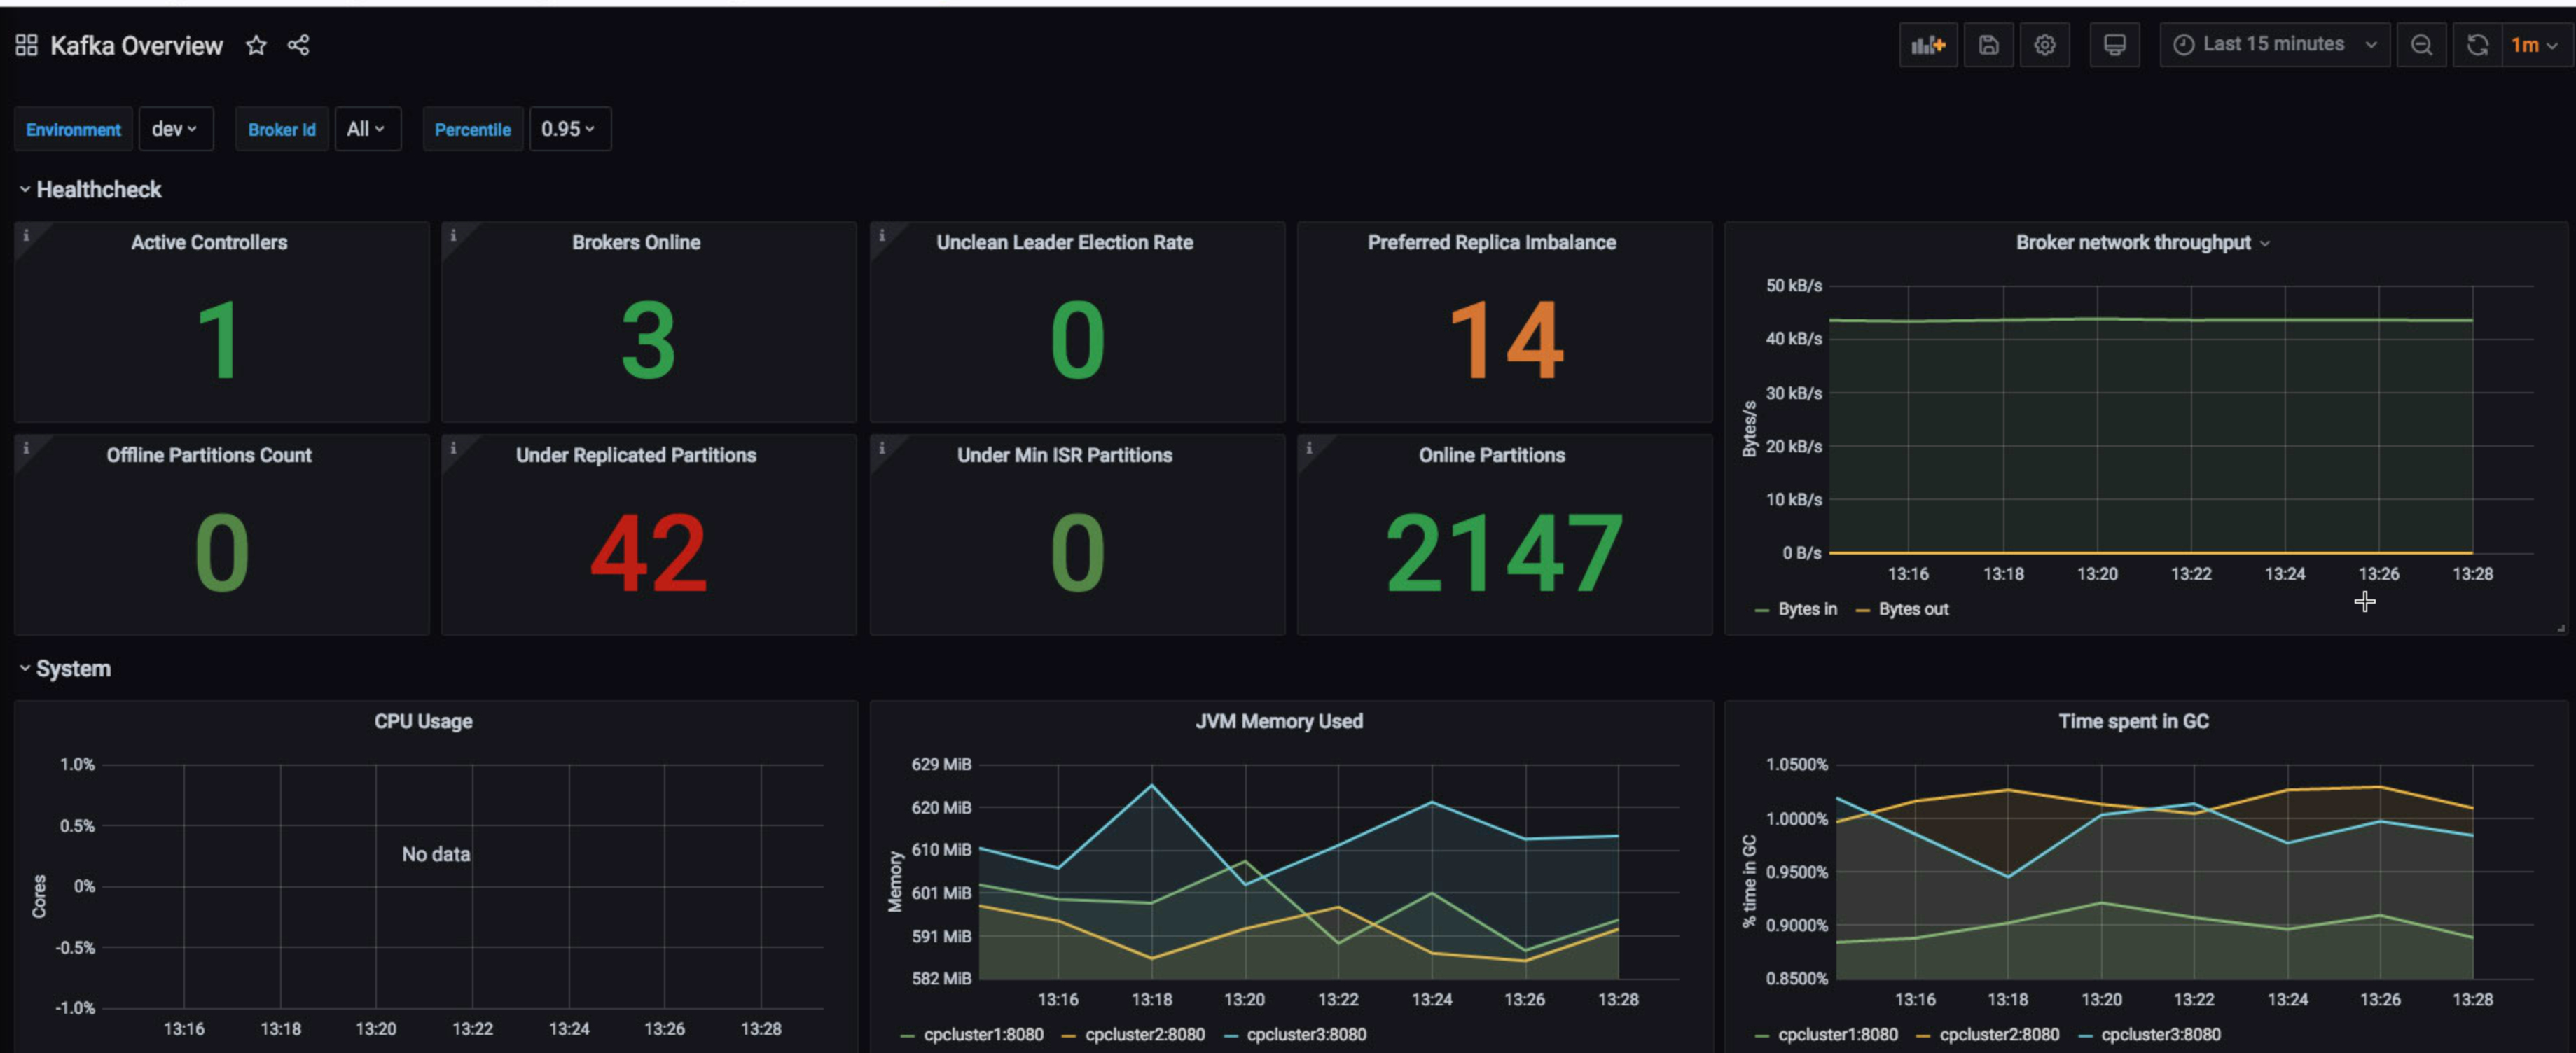 Kafka Overview
Last 15 minutes
1m
Environment dev Broker Id All Percentile 0.95
Healthcheck
Active Controllers
1
Brokers Online
3
Unclean Leader Election Rate
0
Preferred Replica Imbalance
14
Broker network throughput
50 kB/s
40 kB/s
30 kB/s
20 kB/s
10 kB/s
0 B/s
Bytes/s
13:16 13:18 13:20 13:22 13:24 13:26 13:28
Bytes in Bytes out
Offline Partitions Count
0
Under Replicated Partitions
42
Under Min ISR Partitions
0
Online Partitions
2147
System
CPU Usage
1.0%
0.5%
0%
-0.5%
-1.0%
Cores
No data
13:16 13:18 13:20 13:22 13:24 13:26 13:28
JVM Memory Used
629 MiB
620 MiB
610 MiB
601 MiB
591 MiB
582 MiB
Memory
13:16 13:18 13:20 13:22 13:24 13:26 13:28
cpcluster1:8080 cpcluster2:8080 cpcluster3:8080
Time spent in GC
1.0500%
1.0000%
0.9500%
0.9000%
0.8500%
% time in GC
13:16 13:18 13:20 13:22 13:24 13:26 13:28
cpcluster1:8080 cpcluster2:8080 cpcluster3:8080